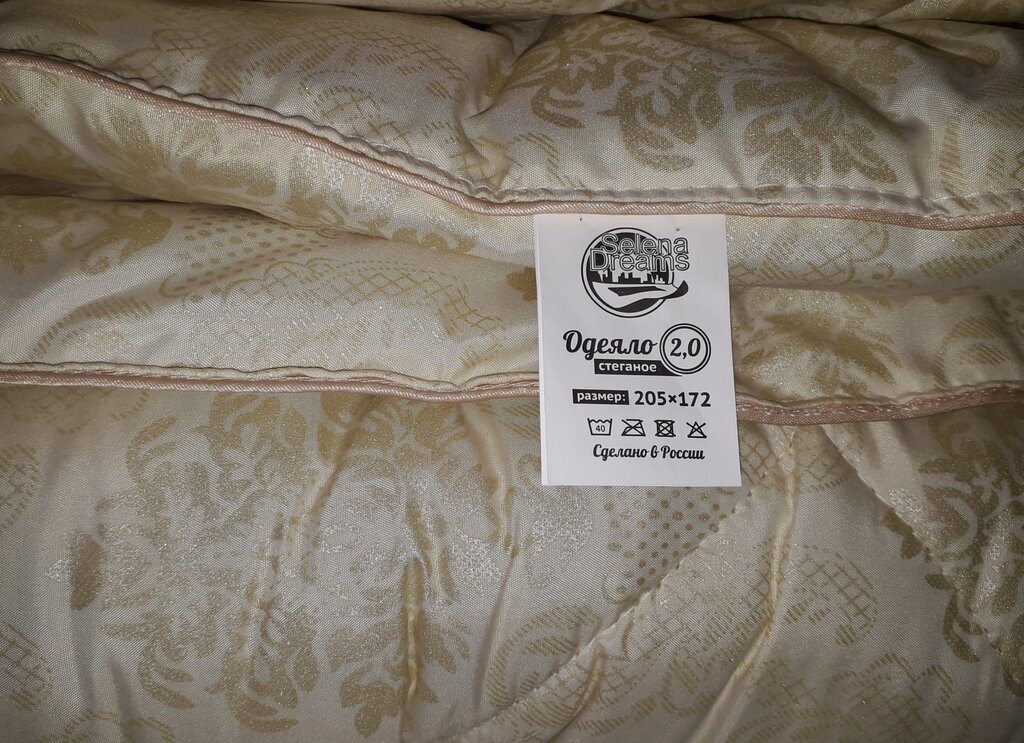 Selena
Dreams
Одеяло 2,0
стеганое
размер: 205×172
40
Сделано в России